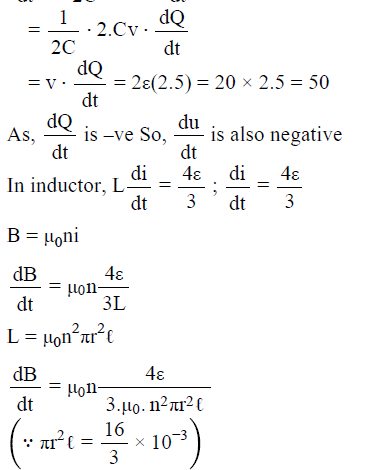 = 1/2C · 2.Cv · dQ/dt
= v · dQ/dt = 2ε(2.5) = 20 × 2.5 = 50
As, dQ/dt is –ve So, du/dt is also negative
In inductor, L di/dt = 4ε/3 ; di/dt = 4ε/3
B = μ₀ni
dB/dt = μ₀n 4ε/3L
L = μ₀n²πr²ℓ
dB/dt = μ₀n 4ε/3.μ₀. n²πr²ℓ
(∵ πr²ℓ = 16/3 × 10⁻³)